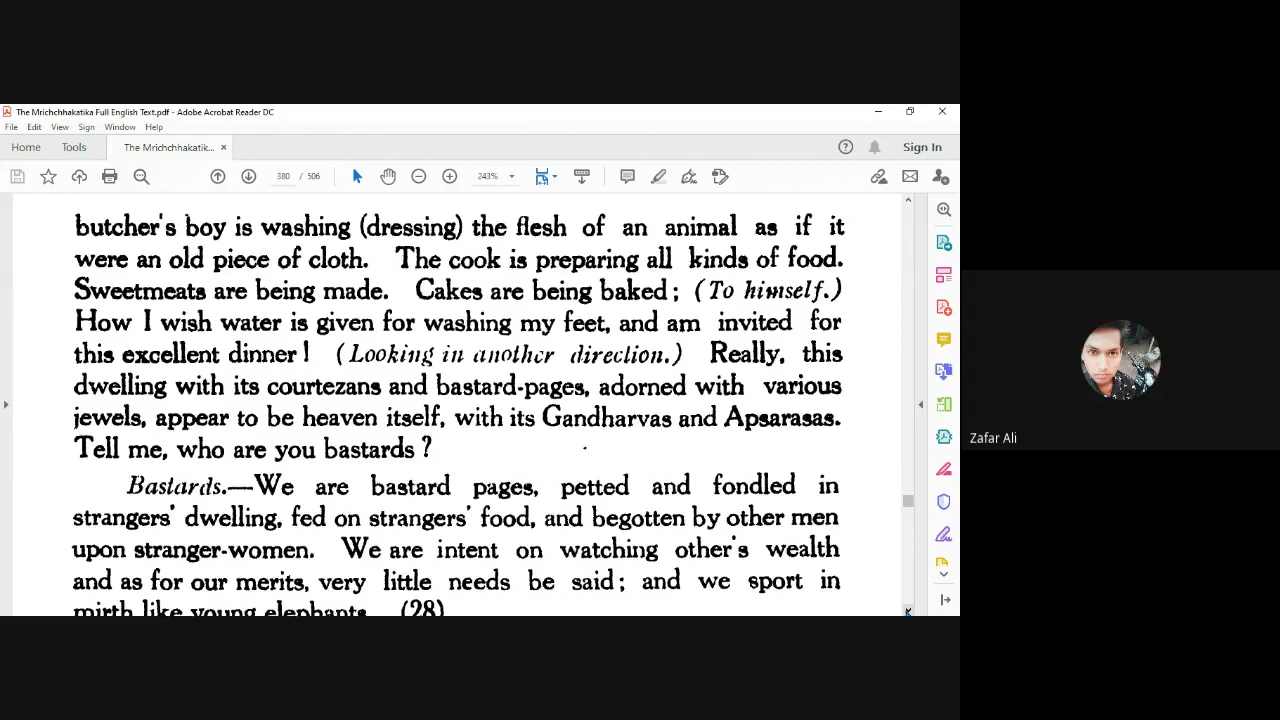 The Mrichchhakatika Full English Text.pdf - Adobe Acrobat Reader DC
File Edit View Sign Window Help
Home Tools The Mrichchhakatik... × Sign In
380 / 506 243%
butcher's boy is washing (dressing) the flesh of an animal as if it
were an old piece of cloth. The cook is preparing all kinds of food.
Sweetmeats are being made. Cakes are being baked; (To himself.)
How I wish water is given for washing my feet, and am invited for
this excellent dinner! (Looking in another direction.) Really, this
dwelling with its courtezans and bastard-pages, adorned with various
jewels, appear to be heaven itself, with its Gandharvas and Apsarasas.
Tell me, who are you bastards?
Bastards.—We are bastard pages, petted and fondled in
strangers' dwelling, fed on strangers' food, and begotten by other men
upon stranger-women. We are intent on watching other's wealth
and as for our merits, very little needs be said; and we sport in
mirth like young elephants. (28)
Zafar Ali